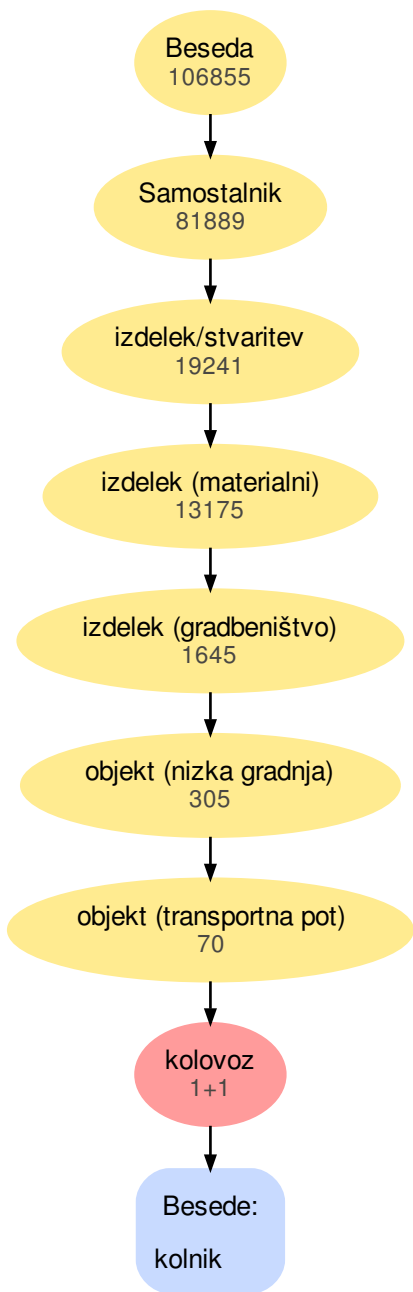 Beseda
106855
Samostalnik
81889
izdelek/stvaritev
19241
izdelek (materialni)
13175
izdelek (gradbeništvo)
1645
objekt (nizka gradnja)
305
objekt (transportna pot)
70
kolovoz
1+1
Besede:
kolnik